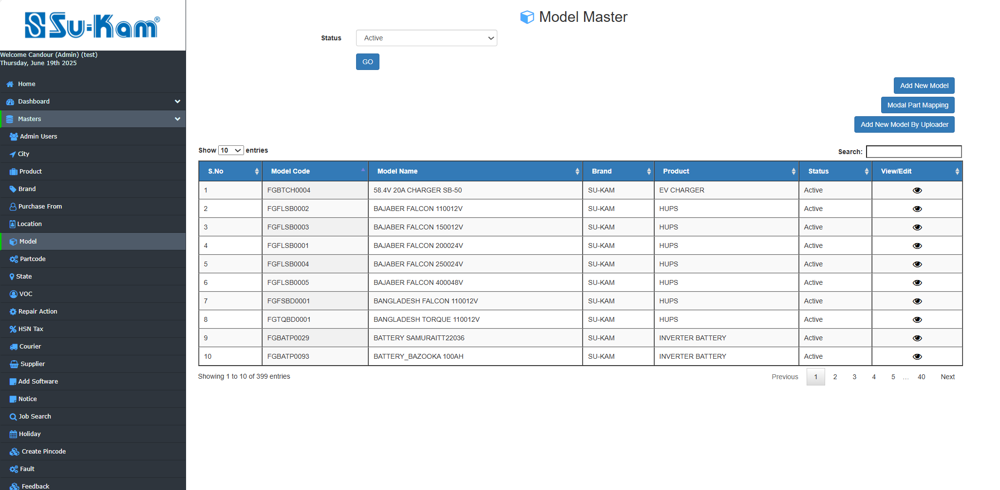 Su-Kam®
Welcome Candour (Admin) (test)
Thursday, June 19th 2025
Home
Dashboard
Masters
Admin Users
City
Product
Brand
Purchase From
Location
Model
Partcode
State
VOC
Repair Action
HSN Tax
Courier
Supplier
Add Software
Notice
Job Search
Holiday
Create Pincode
Fault
Feedback
Model Master
Status Active
GO
Add New Model
Modal Part Mapping
Add New Model By Uploader
Show 10 entries Search:
S.No Model Code Model Name Brand Product Status View/Edit
1 FGBTCH0004 58.4V 20A CHARGER SB-50 SU-KAM EV CHARGER Active
2 FGFLSB0002 BAJABER FALCON 110012V SU-KAM HUPS Active
3 FGFLSB0003 BAJABER FALCON 150012V SU-KAM HUPS Active
4 FGFLSB0001 BAJABER FALCON 200024V SU-KAM HUPS Active
5 FGFLSB0004 BAJABER FALCON 250024V SU-KAM HUPS Active
6 FGFLSB0005 BAJABER FALCON 400048V SU-KAM HUPS Active
7 FGFSBD0001 BANGLADESH FALCON 110012V SU-KAM HUPS Active
8 FGTQBD0001 BANGLADESH TORQUE 110012V SU-KAM HUPS Active
9 FGBATP0029 BATTERY SAMURAITT22036 SU-KAM INVERTER BATTERY Active
10 FGBATP0093 BATTERY_BAZOOKA 100AH SU-KAM INVERTER BATTERY Active
Showing 1 to 10 of 399 entries Previous 1 2 3 4 5 … 40 Next